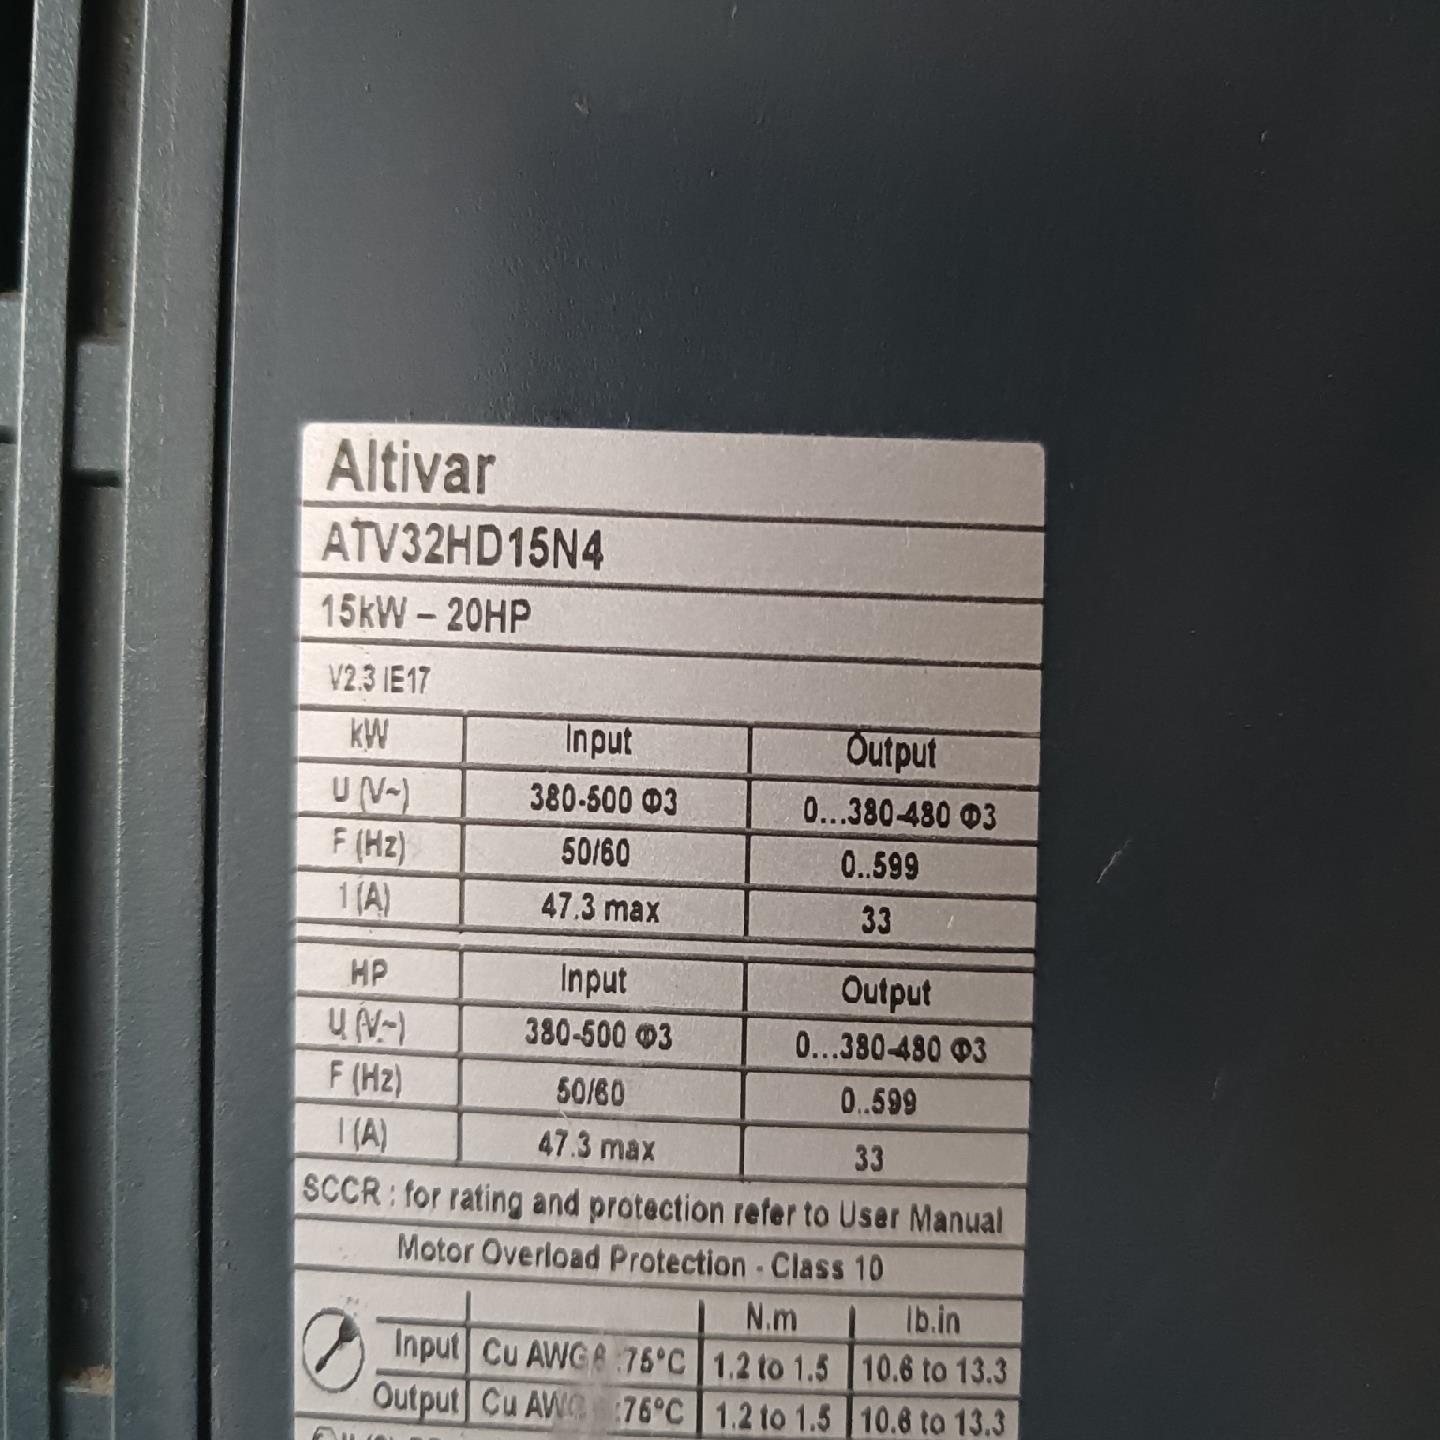 Altivar
ATV32HD15N4
15kW – 20HP
V2.3 IE17
kW Input Output
U (V~) 380-500 Φ3 0...380-480 Φ3
F (Hz) 50/60 0..599
I (A) 47.3 max 33
HP Input Output
U (V~) 380-500 Φ3 0...380-480 Φ3
F (Hz) 50/60 0..599
I (A) 47.3 max 33
SCCR : for rating and protection refer to User Manual
Motor Overload Protection - Class 10
N.m lb.in
Input Cu AWG :75°C 1.2 to 1.5 10.6 to 13.3
Output Cu :75°C 1.2 to 1.5 10.6 to 13.3